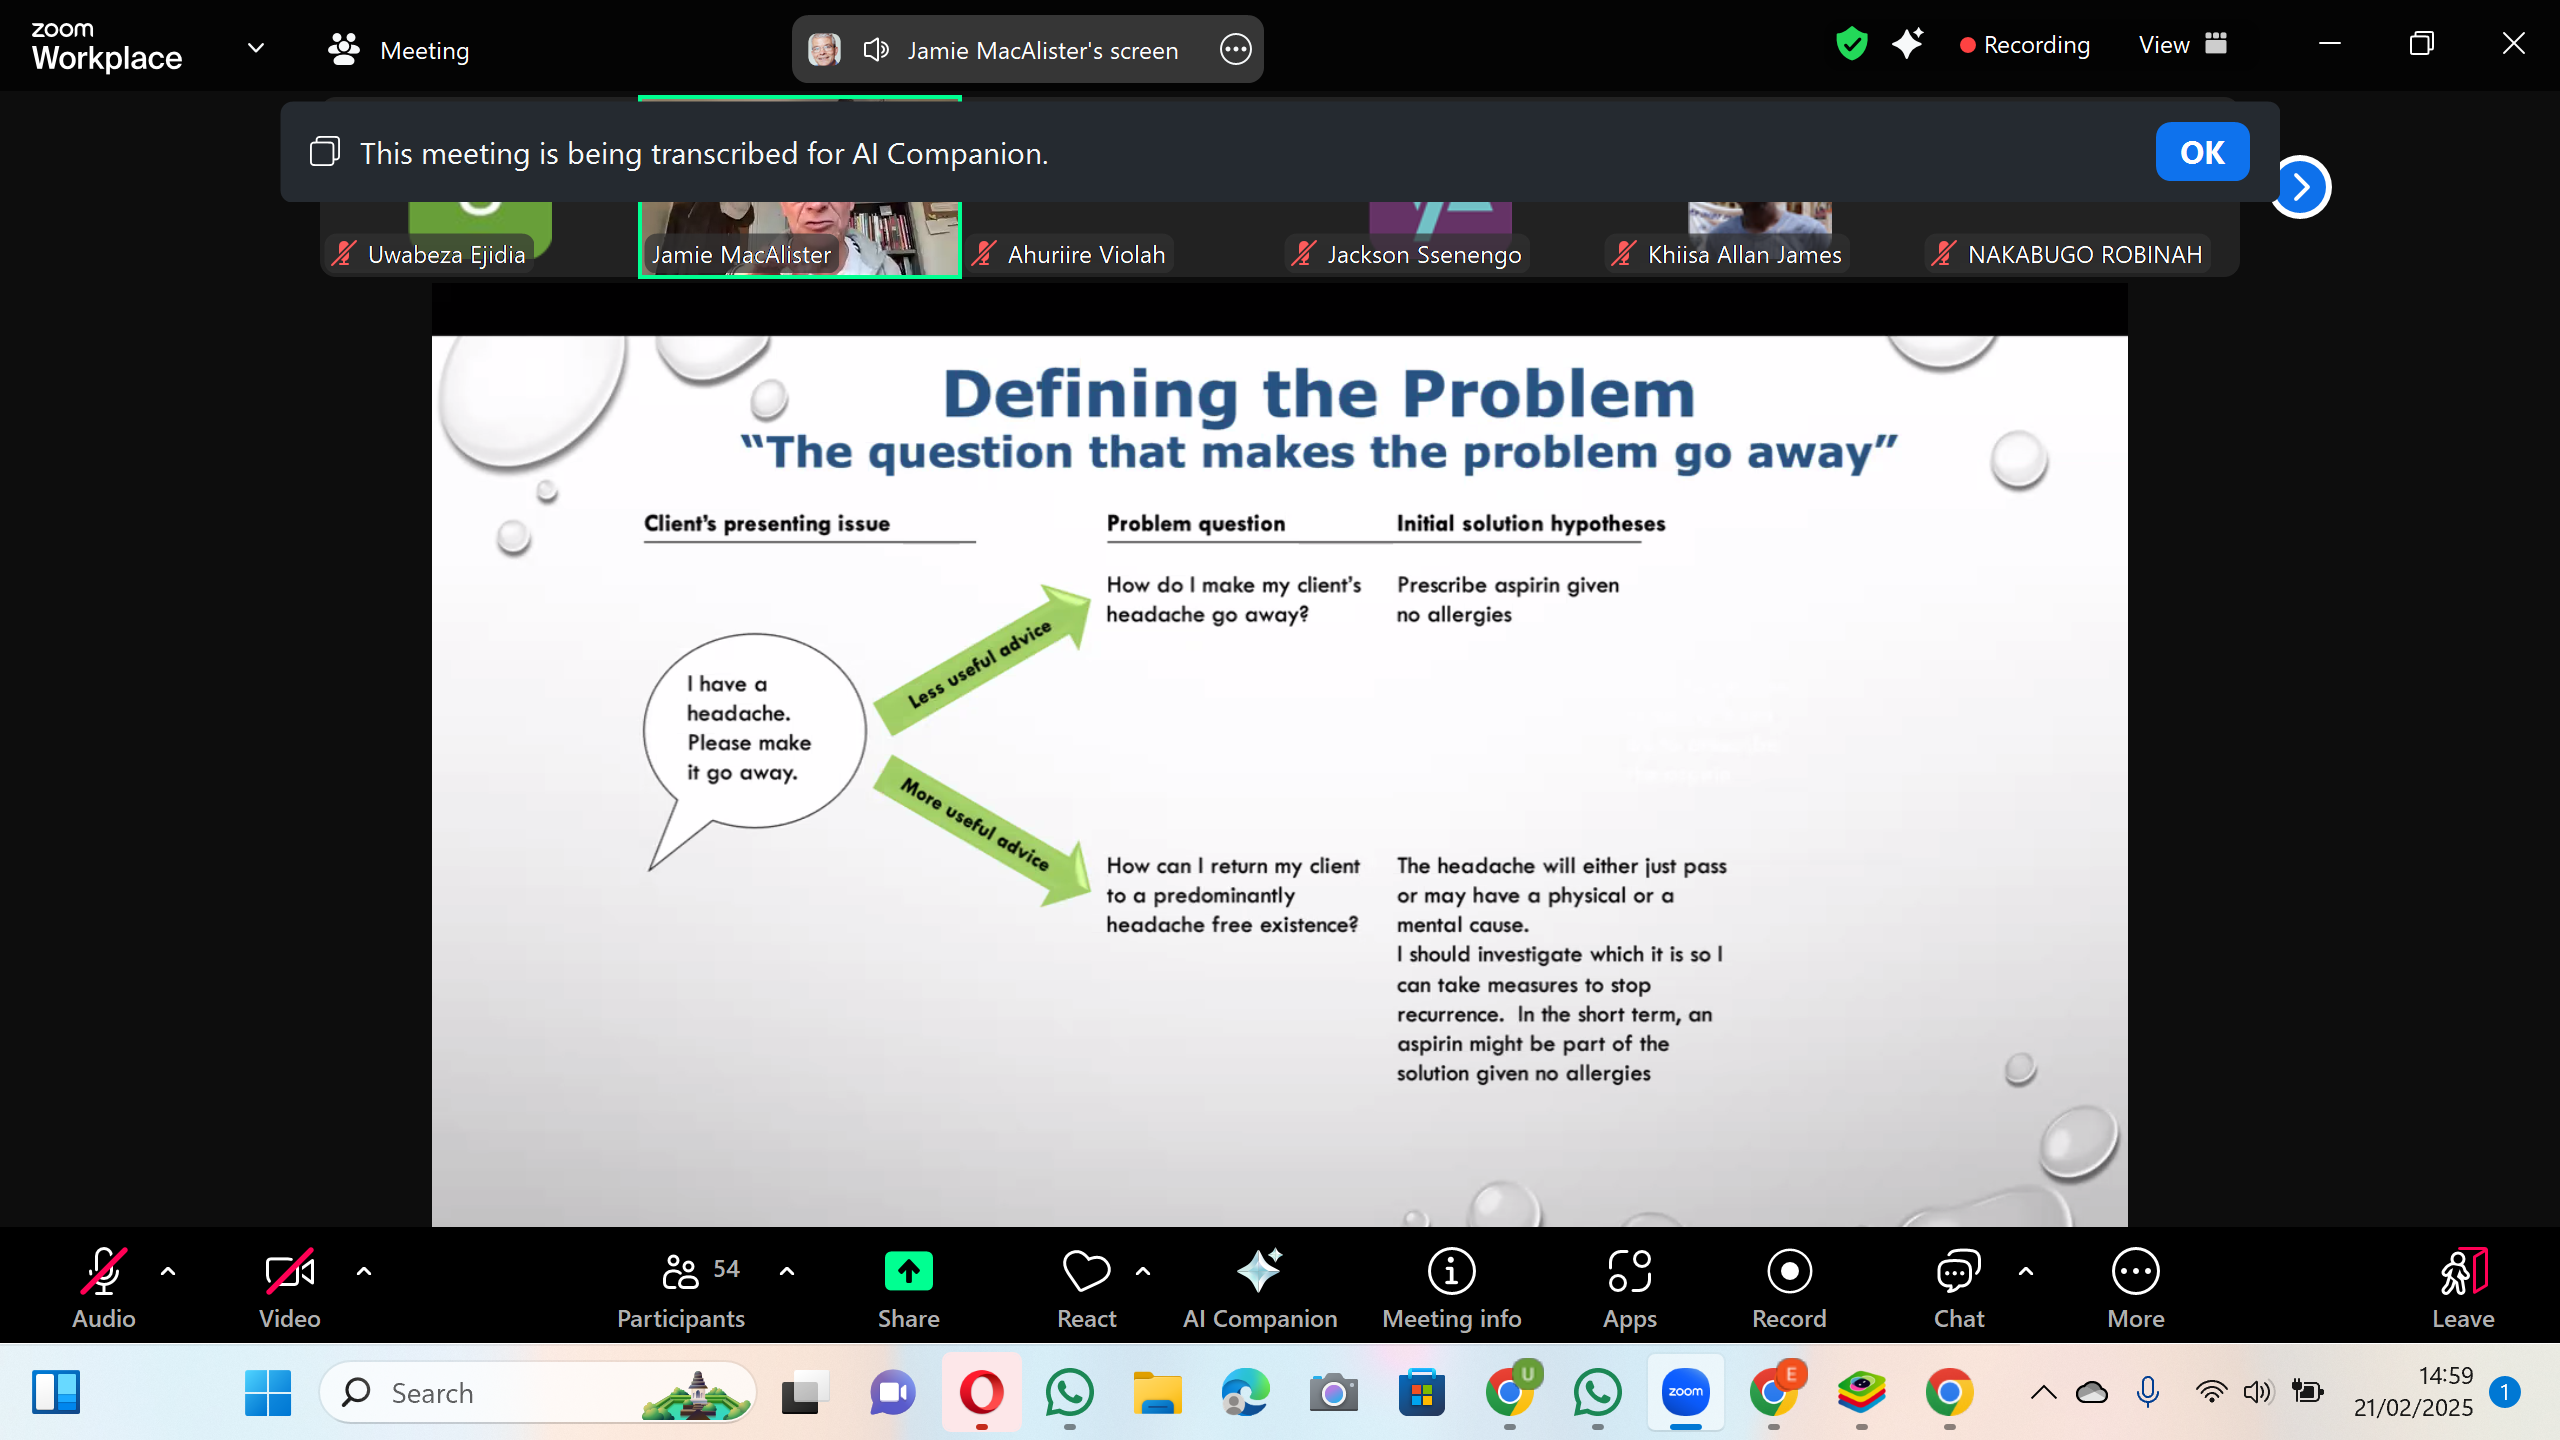 zoom
Workplace
Meeting
Jamie MacAlister's screen
Recording
View
This meeting is being transcribed for AI Companion.
OK
Uwabeza Ejidia
Jamie MacAlister
Ahuriire Violah
Jackson Ssenengo
Khiisa Allan James
NAKABUGO ROBINAH
Defining the Problem
“The question that makes the problem go away”
Client’s presenting issue
Problem question
Initial solution hypotheses
I have a
headache.
Please make
it go away.
Less useful advice
How do I make my client’s
headache go away?
Prescribe aspirin given
no allergies
More useful advice
How can I return my client
to a predominantly
headache free existence?
The headache will either just pass
or may have a physical or a
mental cause.
I should investigate which it is so I
can take measures to stop
recurrence. In the short term, an
aspirin might be part of the
solution given no allergies
Audio
Video
54
Participants
Share
React
AI Companion
Meeting info
Apps
Record
Chat
More
Leave
Search
U
zoom
E
14:59
21/02/2025
1